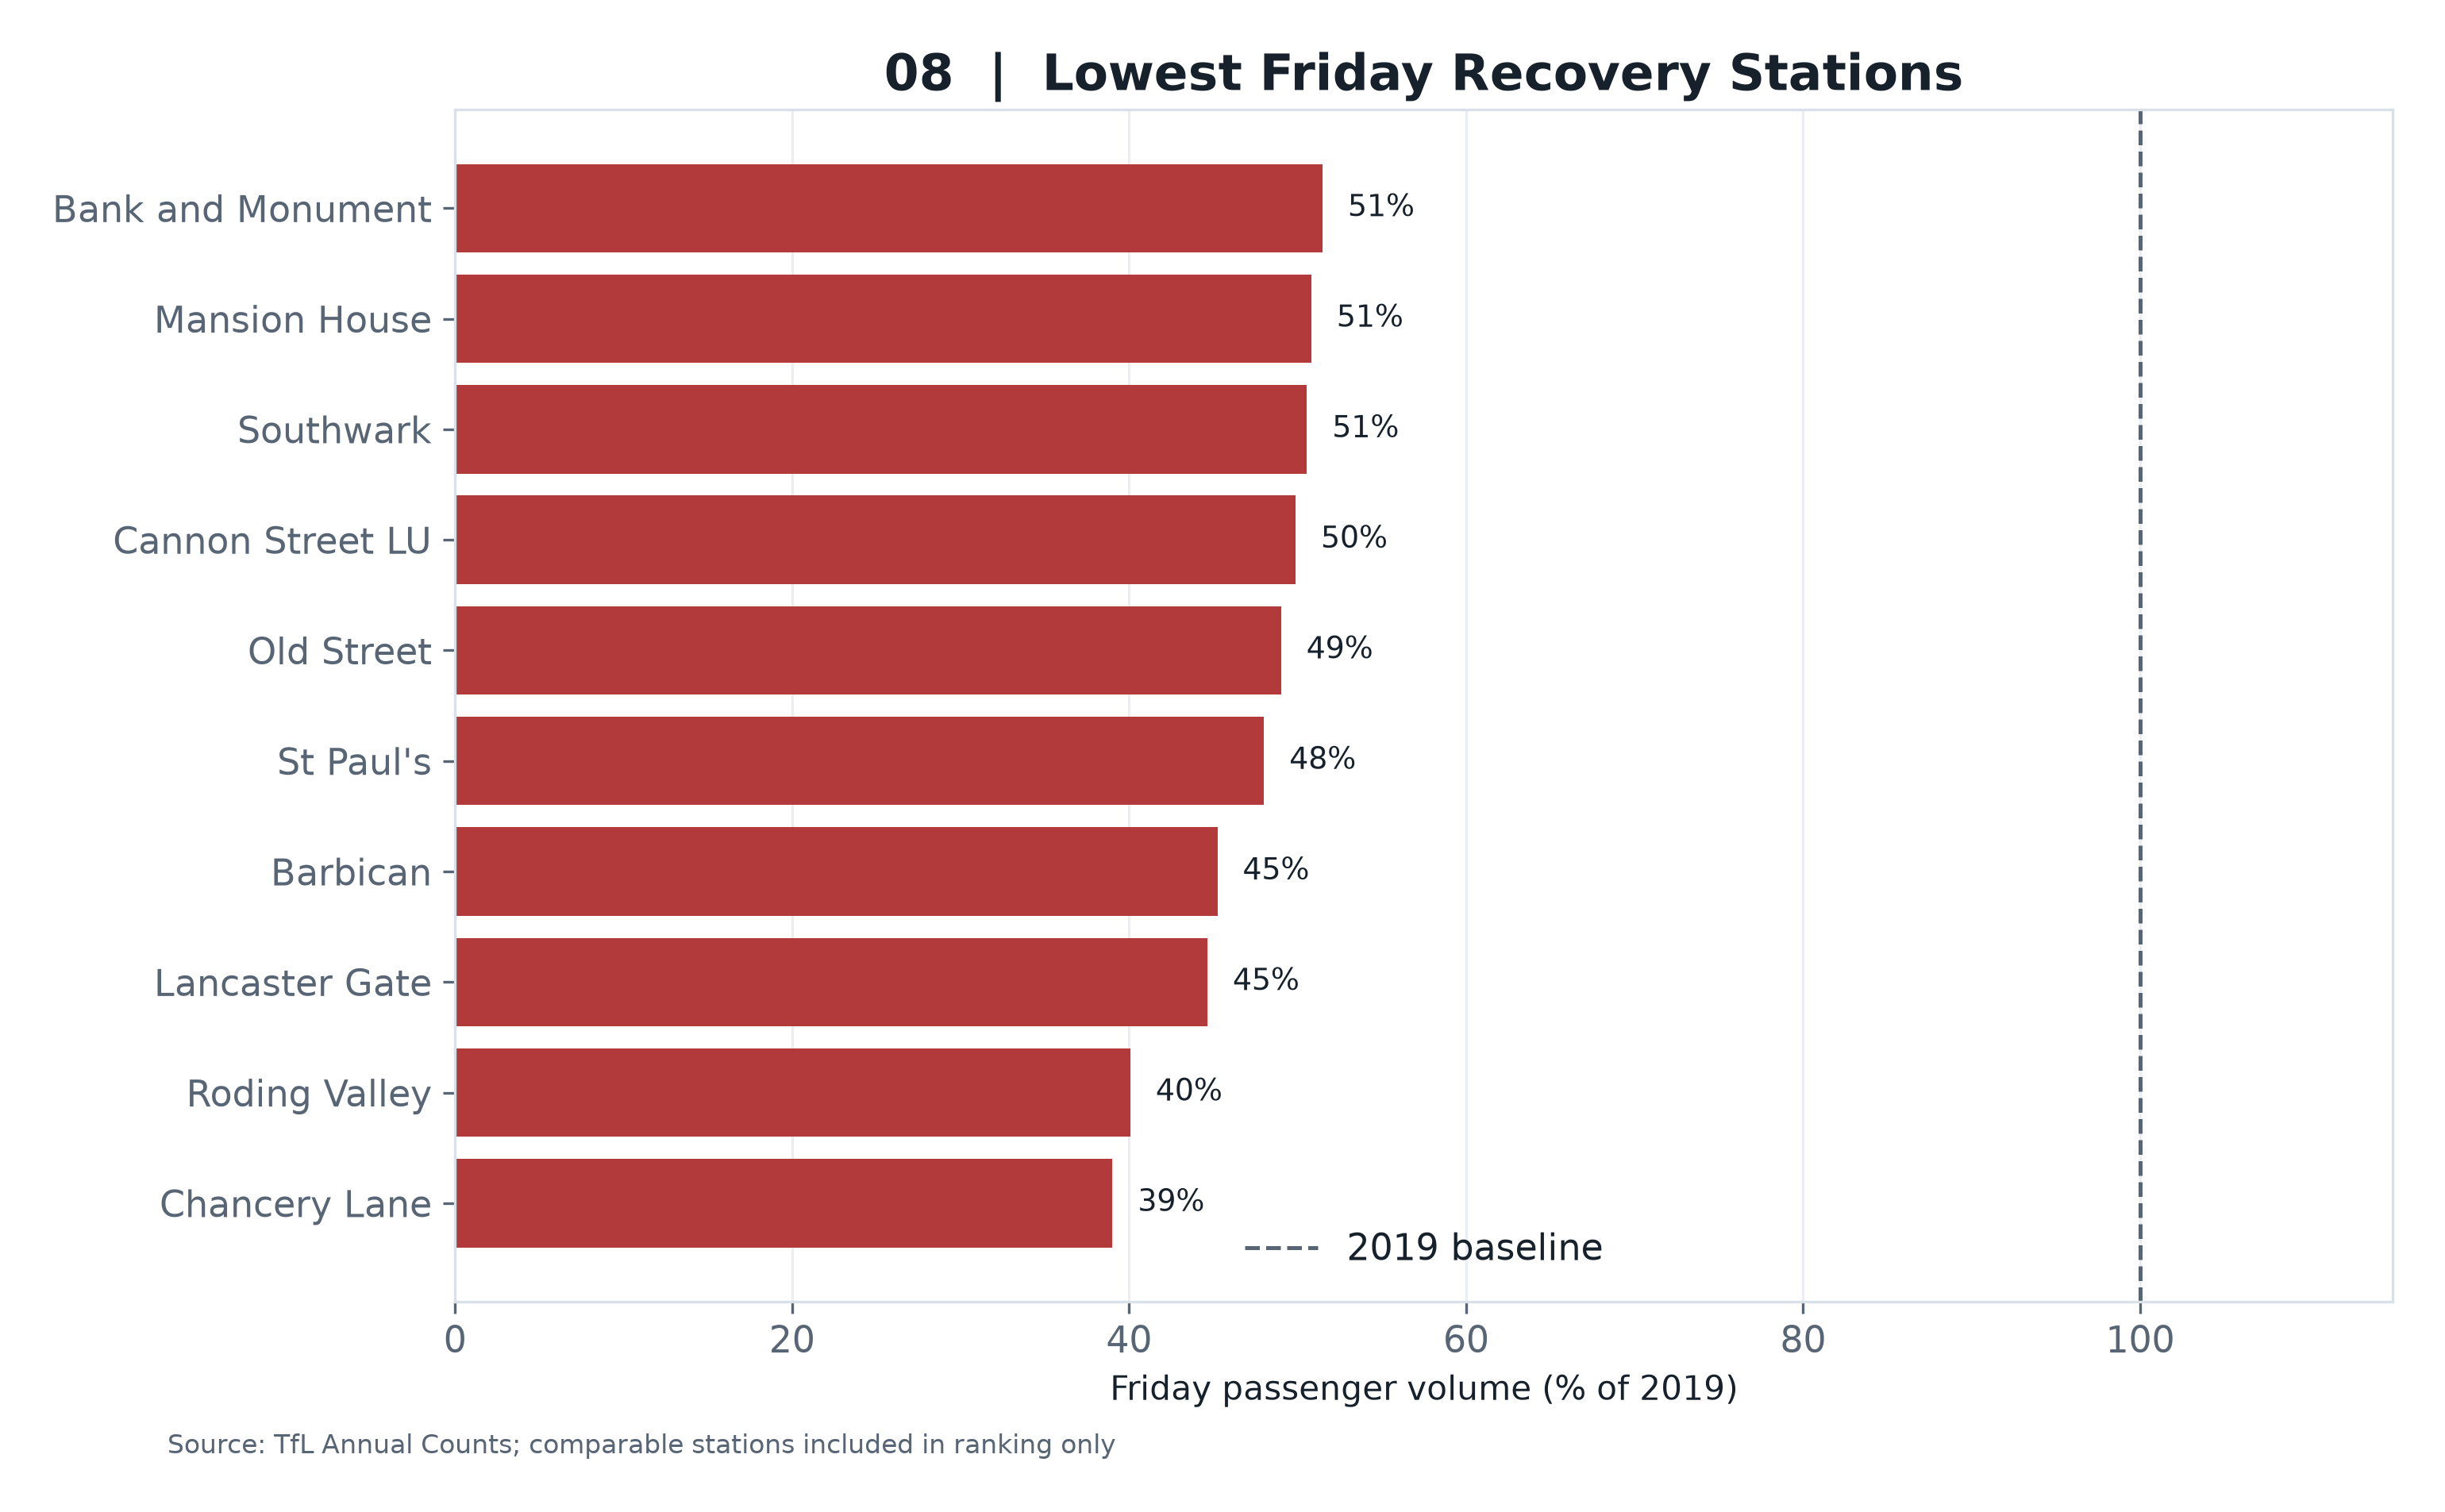 08 | Lowest Friday Recovery Stations
Bank and Monument 51%
Mansion House 51%
Southwark 51%
Cannon Street LU 50%
Old Street 49%
St Paul's 48%
Barbican 45%
Lancaster Gate 45%
Roding Valley 40%
Chancery Lane 39%
2019 baseline
0 20 40 60 80 100
Friday passenger volume (% of 2019)
Source: TfL Annual Counts; comparable stations included in ranking only